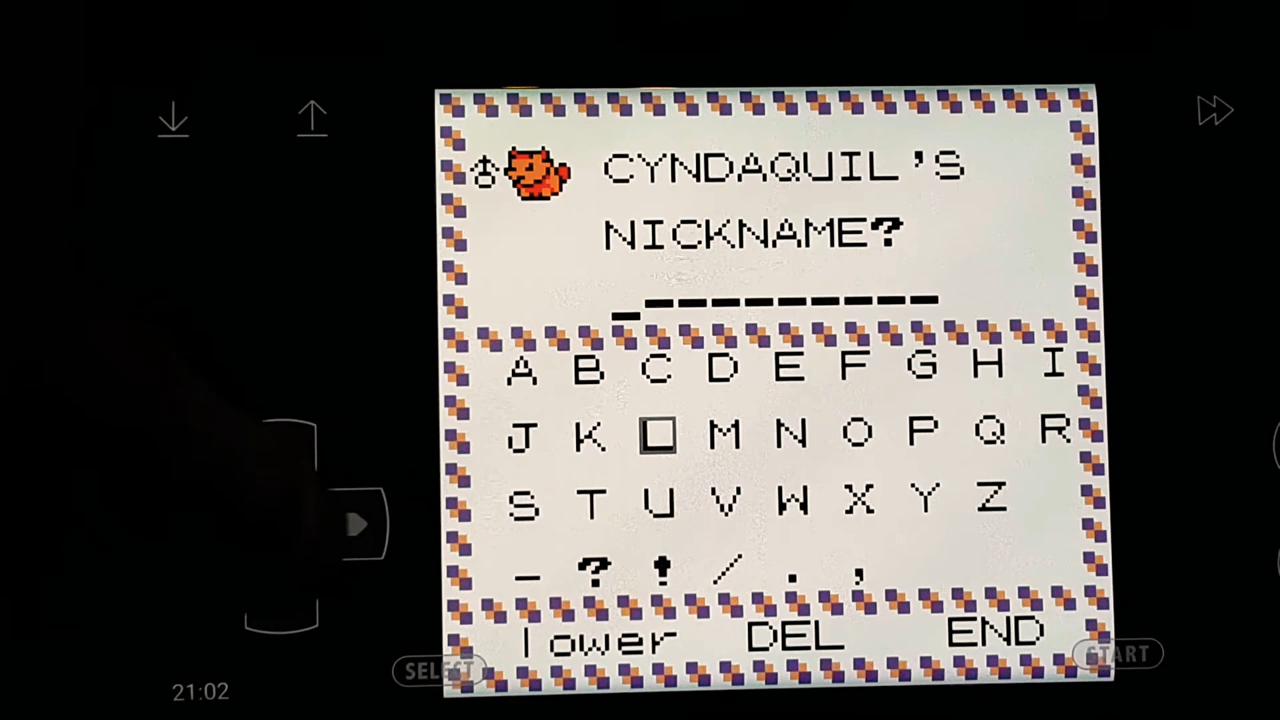 ♂ CYNDAQUIL'S
NICKNAME?
A B C D E F G H I
J K M N O P Q R
S T U V W X Y Z
- ? ! / . ,
lower DEL END
SELECT START
21:02